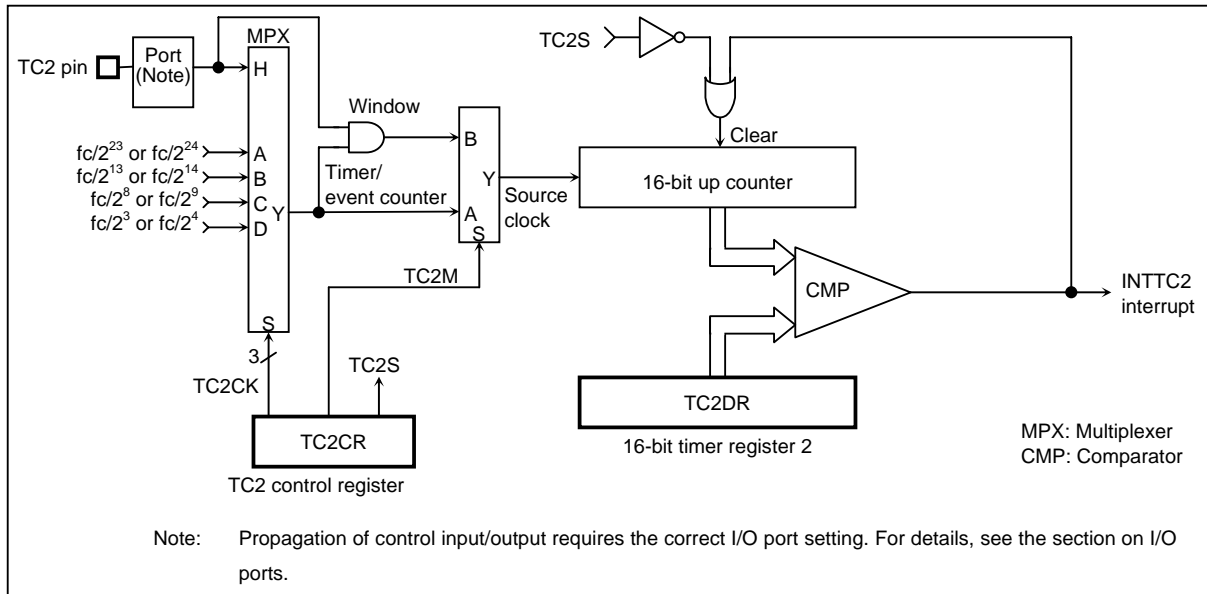 MPX
TC2S
TC2 pin
Port
(Note)
H
Window
Clear
fc/2^23 or fc/2^24
A
fc/2^13 or fc/2^14
B
fc/2^8 or fc/2^9
C
fc/2^3 or fc/2^4
D
Y
Timer/
event counter
B
Y
A
S
Source
clock
16-bit up counter
TC2M
CMP
INTTC2
interrupt
S
3
TC2CK
TC2S
TC2CR
TC2 control register
TC2DR
16-bit timer register 2
MPX: Multiplexer
CMP: Comparator
Note: Propagation of control input/output requires the correct I/O port setting. For details, see the section on I/O
ports.